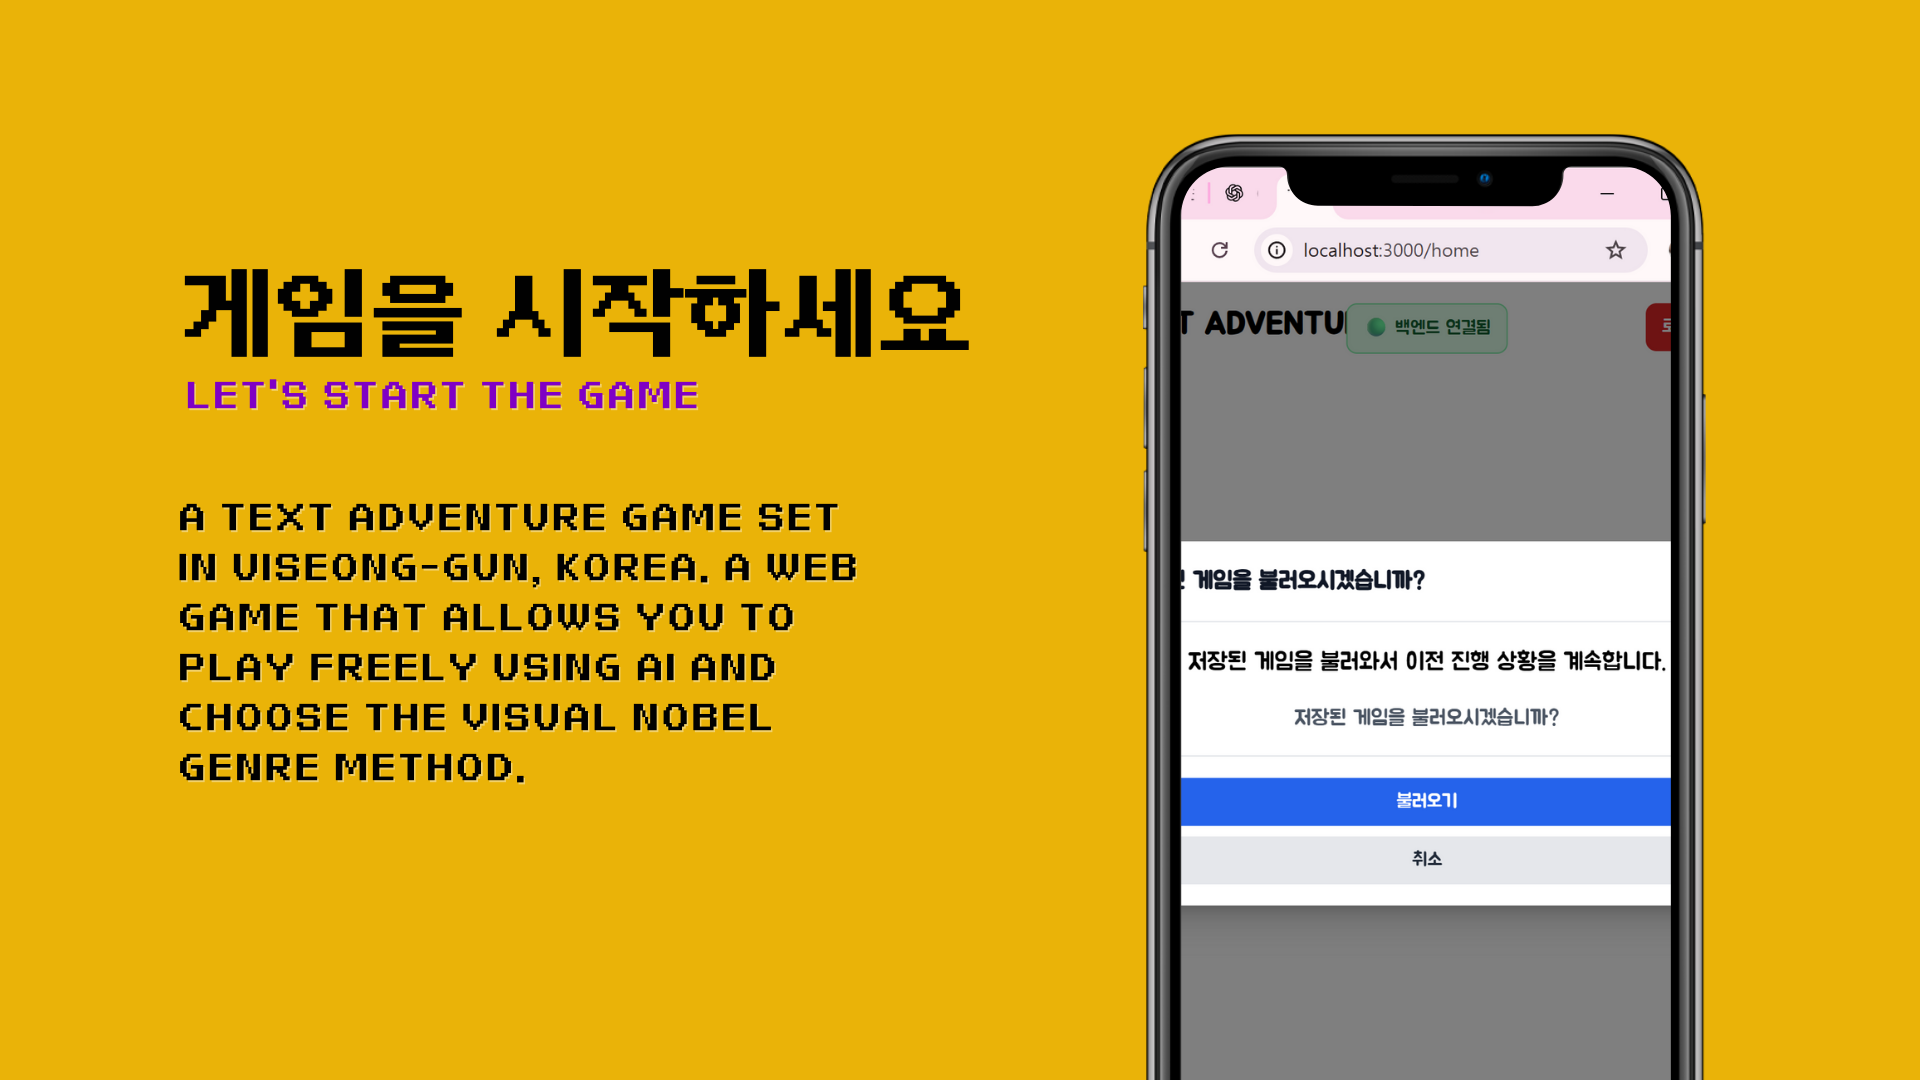 게임을 시작하세요
LET'S START THE GAME
A TEXT ADVENTURE GAME SET
IN VISEONG-GUN, KOREA. A WEB
GAME THAT ALLOWS YOU TO
PLAY FREELY USING AI AND
CHOOSE THE VISUAL NOBEL
GENRE METHOD.
localhost:3000/home
T ADVENTU
백엔드 연결됨
게임을 불러오시겠습니까?
저장된 게임을 불러와서 이전 진행 상황을 계속합니다.
저장된 게임을 불러오시겠습니까?
불러오기
취소